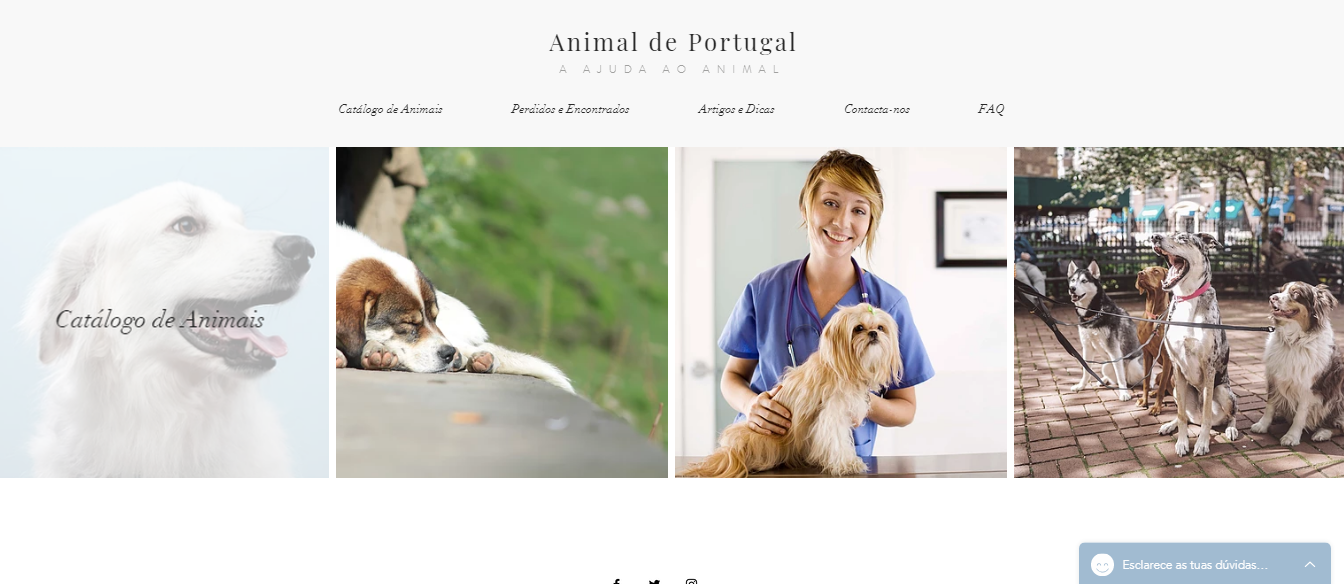 Animal de Portugal
A AJUDA AO ANIMAL
Catálogo de Animais Perdidos e Encontrados Artigos e Dicas Contacta-nos FAQ
Catálogo de Animais
Esclarece as tuas dúvidas...